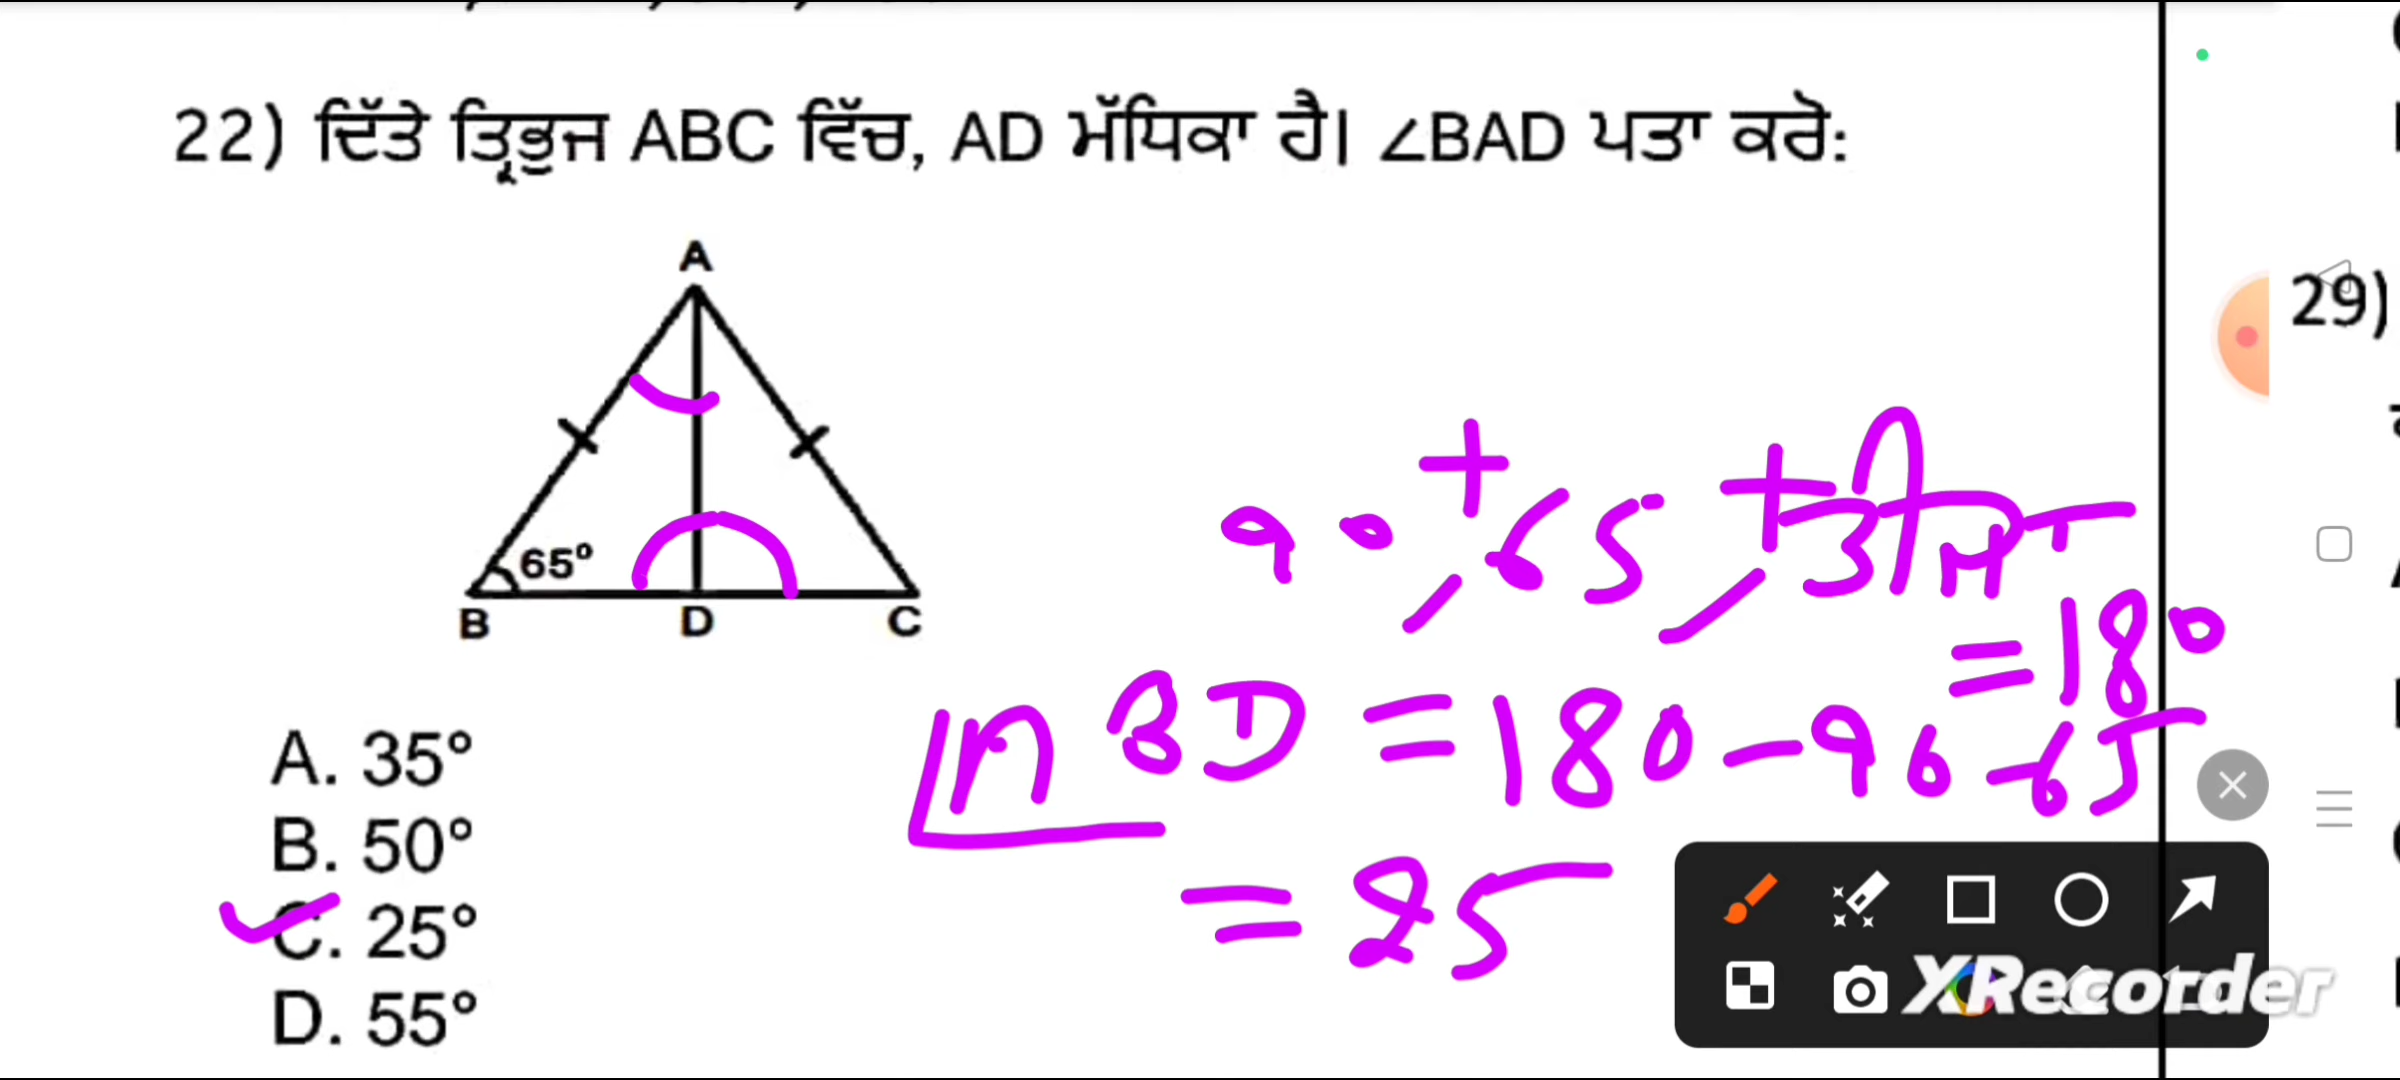 22) ਦਿੱਤੇ ਤ੍ਰਿਭੁਜ ABC ਵਿੱਚ, AD ਮੱਧਿਕਾ ਹੈ। ∠BAD ਪਤਾ ਕਰੋ:
29)
A
65°
B D C
90 + 65 +
= 180
BD = 180 - 90 - 65
= 25
A. 35°
B. 50°
C. 25°
D. 55°
XRecorder